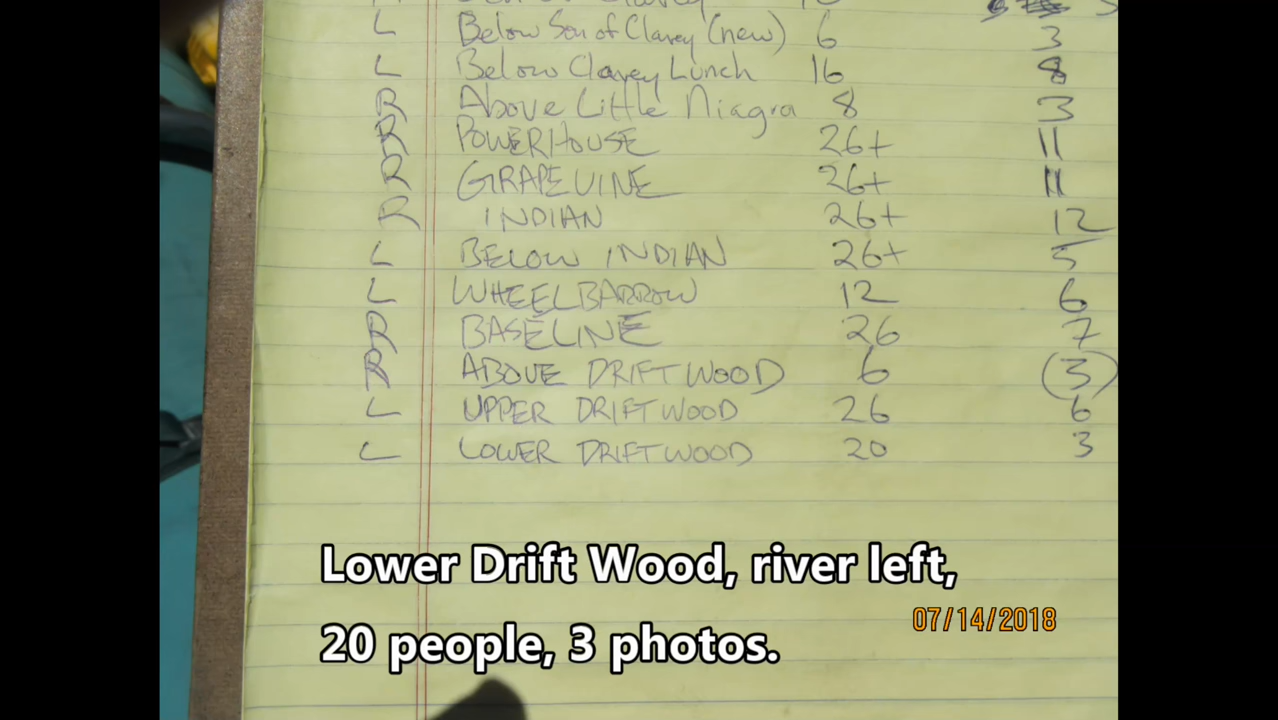 L Below Son of Clavey (new) 6 3
L Below Clavey Lunch 16 8
R Above Little Niagra 8 3
R POWERHOUSE 26+ 11
R GRAPEVINE 26+ 11
R INDIAN 26+ 12
L BELOW INDIAN 26+ 5
L WHEELBARROW 12 6
R BASELINE 26 7
R ABOVE DRIFTWOOD 6 (3)
L UPPER DRIFTWOOD 26 6
L LOWER DRIFTWOOD 20 3
Lower Drift Wood, river left,
07/14/2018
20 people, 3 photos.